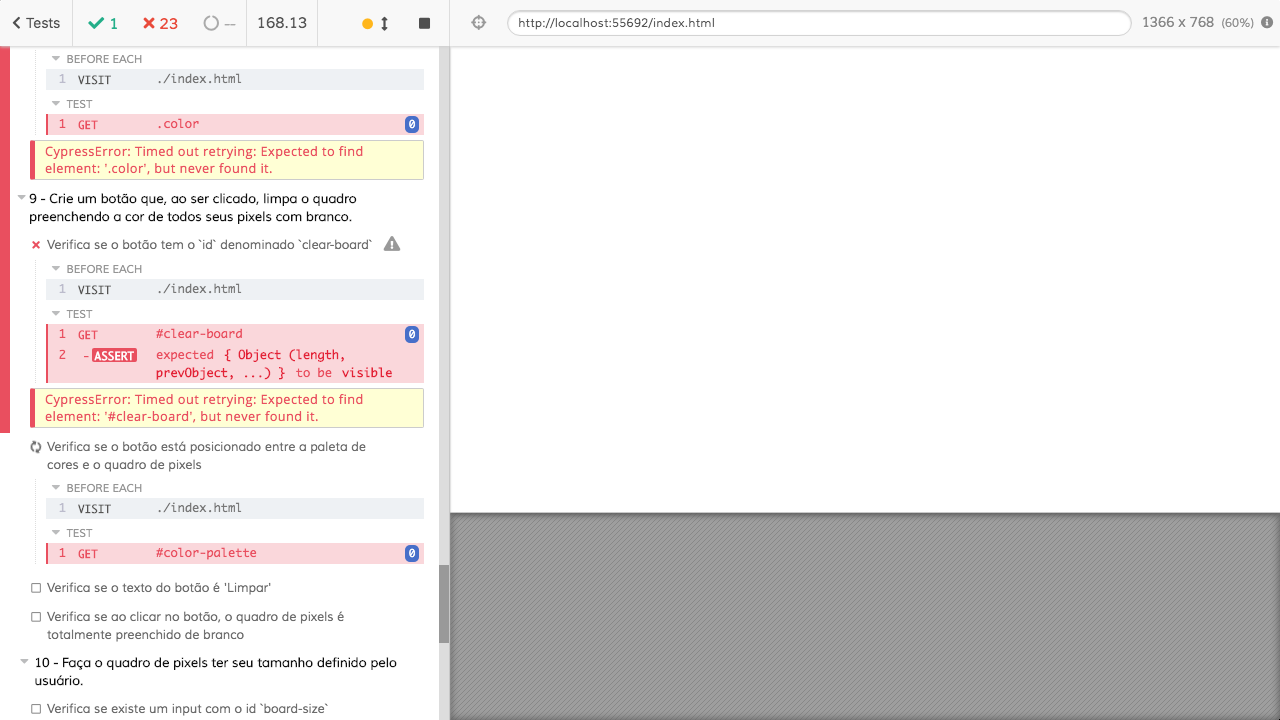 Tests 1 23 -- 168.13 http://localhost:55692/index.html 1366 x 768 (60%)
BEFORE EACH
1 VISIT ./index.html
TEST
1 GET .color 0
CypressError: Timed out retrying: Expected to find
element: '.color', but never found it.
9 - Crie um botão que, ao ser clicado, limpa o quadro
preenchendo a cor de todos seus pixels com branco.
Verifica se o botão tem o `id` denominado `clear-board`
BEFORE EACH
1 VISIT ./index.html
TEST
1 GET #clear-board 0
2 -ASSERT expected { Object (length,
prevObject, ...) } to be visible
CypressError: Timed out retrying: Expected to find
element: '#clear-board', but never found it.
Verifica se o botão está posicionado entre a paleta de
cores e o quadro de pixels
BEFORE EACH
1 VISIT ./index.html
TEST
1 GET #color-palette 0
Verifica se o texto do botão é 'Limpar'
Verifica se ao clicar no botão, o quadro de pixels é
totalmente preenchido de branco
10 - Faça o quadro de pixels ter seu tamanho definido pelo
usuário.
Verifica se existe um input com o id `board-size`